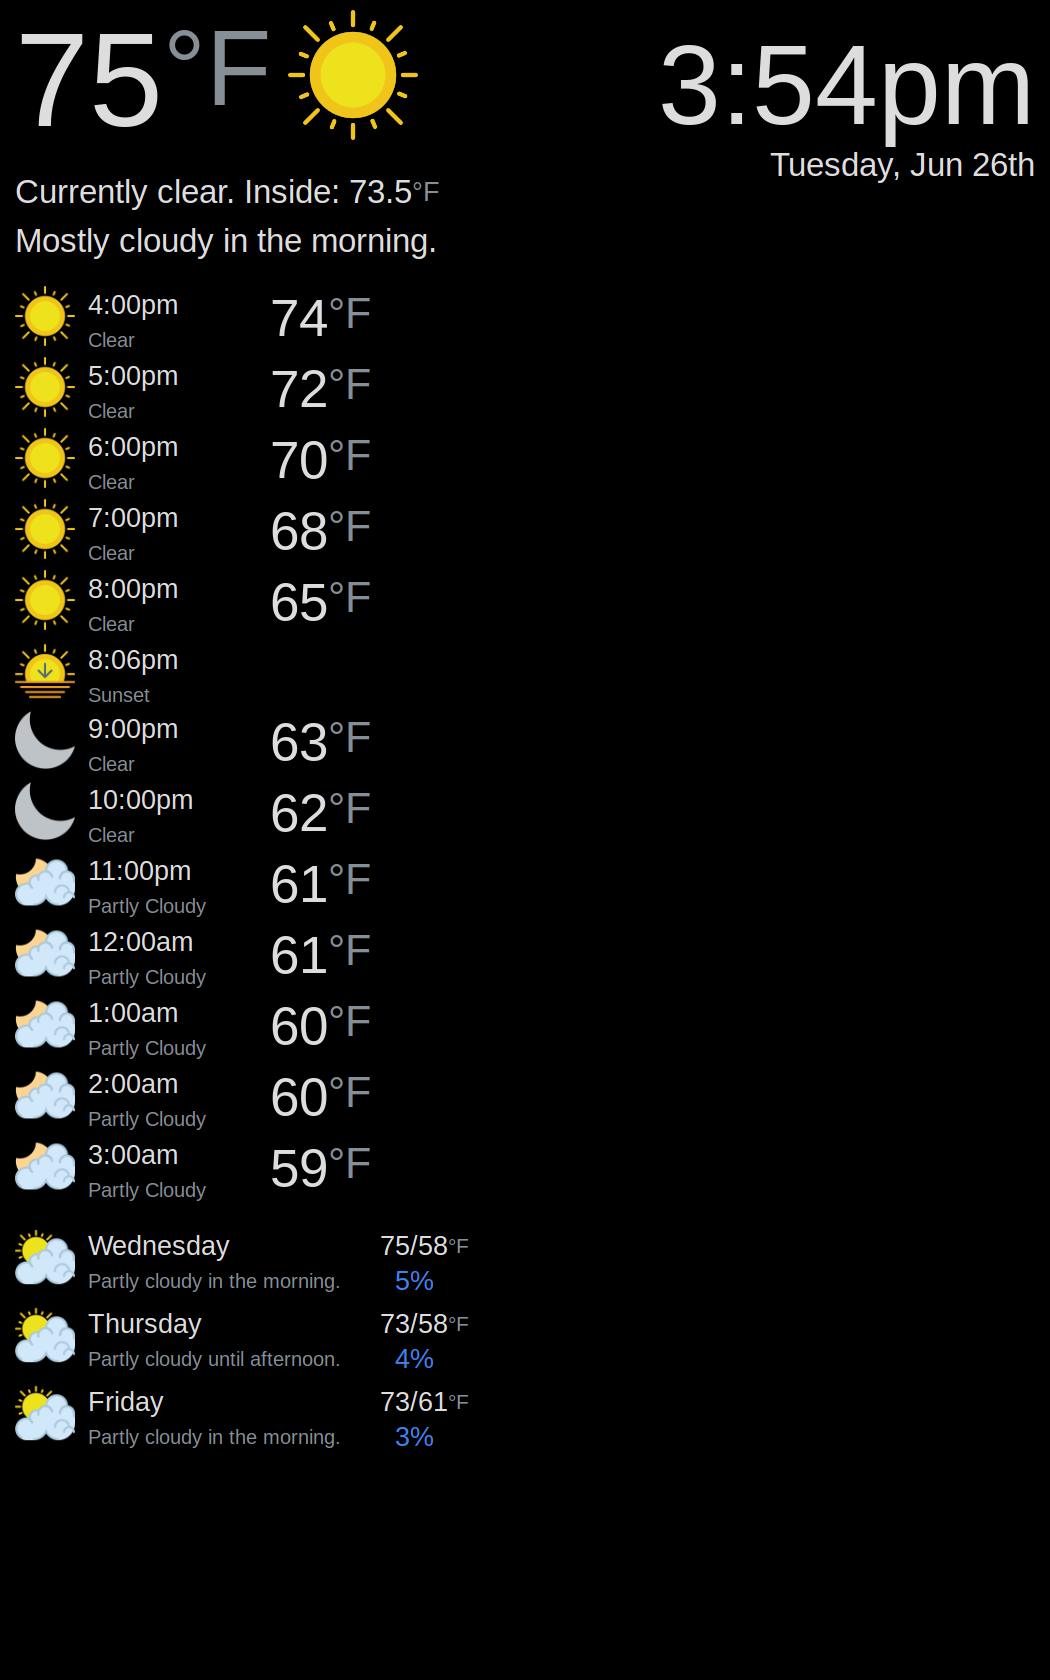 75°F
3:54pm
Tuesday, Jun 26th
Currently clear. Inside: 73.5°F
Mostly cloudy in the morning.
4:00pm 74°F
Clear
5:00pm 72°F
Clear
6:00pm 70°F
Clear
7:00pm 68°F
Clear
8:00pm 65°F
Clear
8:06pm
Sunset
9:00pm 63°F
Clear
10:00pm 62°F
Clear
11:00pm 61°F
Partly Cloudy
12:00am 61°F
Partly Cloudy
1:00am 60°F
Partly Cloudy
2:00am 60°F
Partly Cloudy
3:00am 59°F
Partly Cloudy
Wednesday 75/58°F
Partly cloudy in the morning. 5%
Thursday 73/58°F
Partly cloudy until afternoon. 4%
Friday 73/61°F
Partly cloudy in the morning. 3%